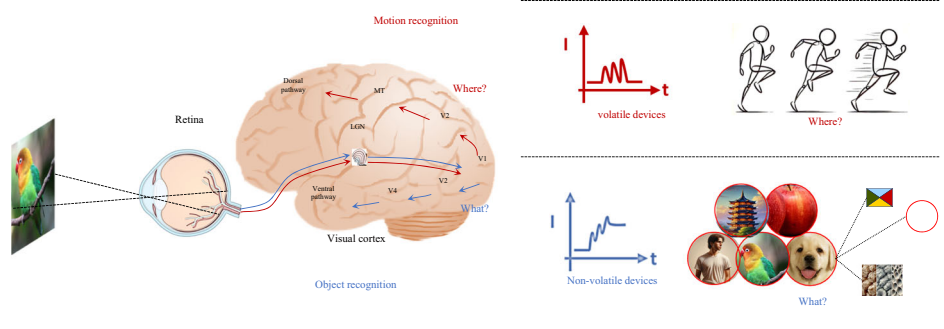 Motion recognition
Dorsal
pathway
MT
Where?
V2
Retina
LGN
V1
V2
Ventral
pathway
V4
What?
Visual cortex
Object recognition
I
t
volatile devices
Where?
I
t
Non-volatile devices
What?